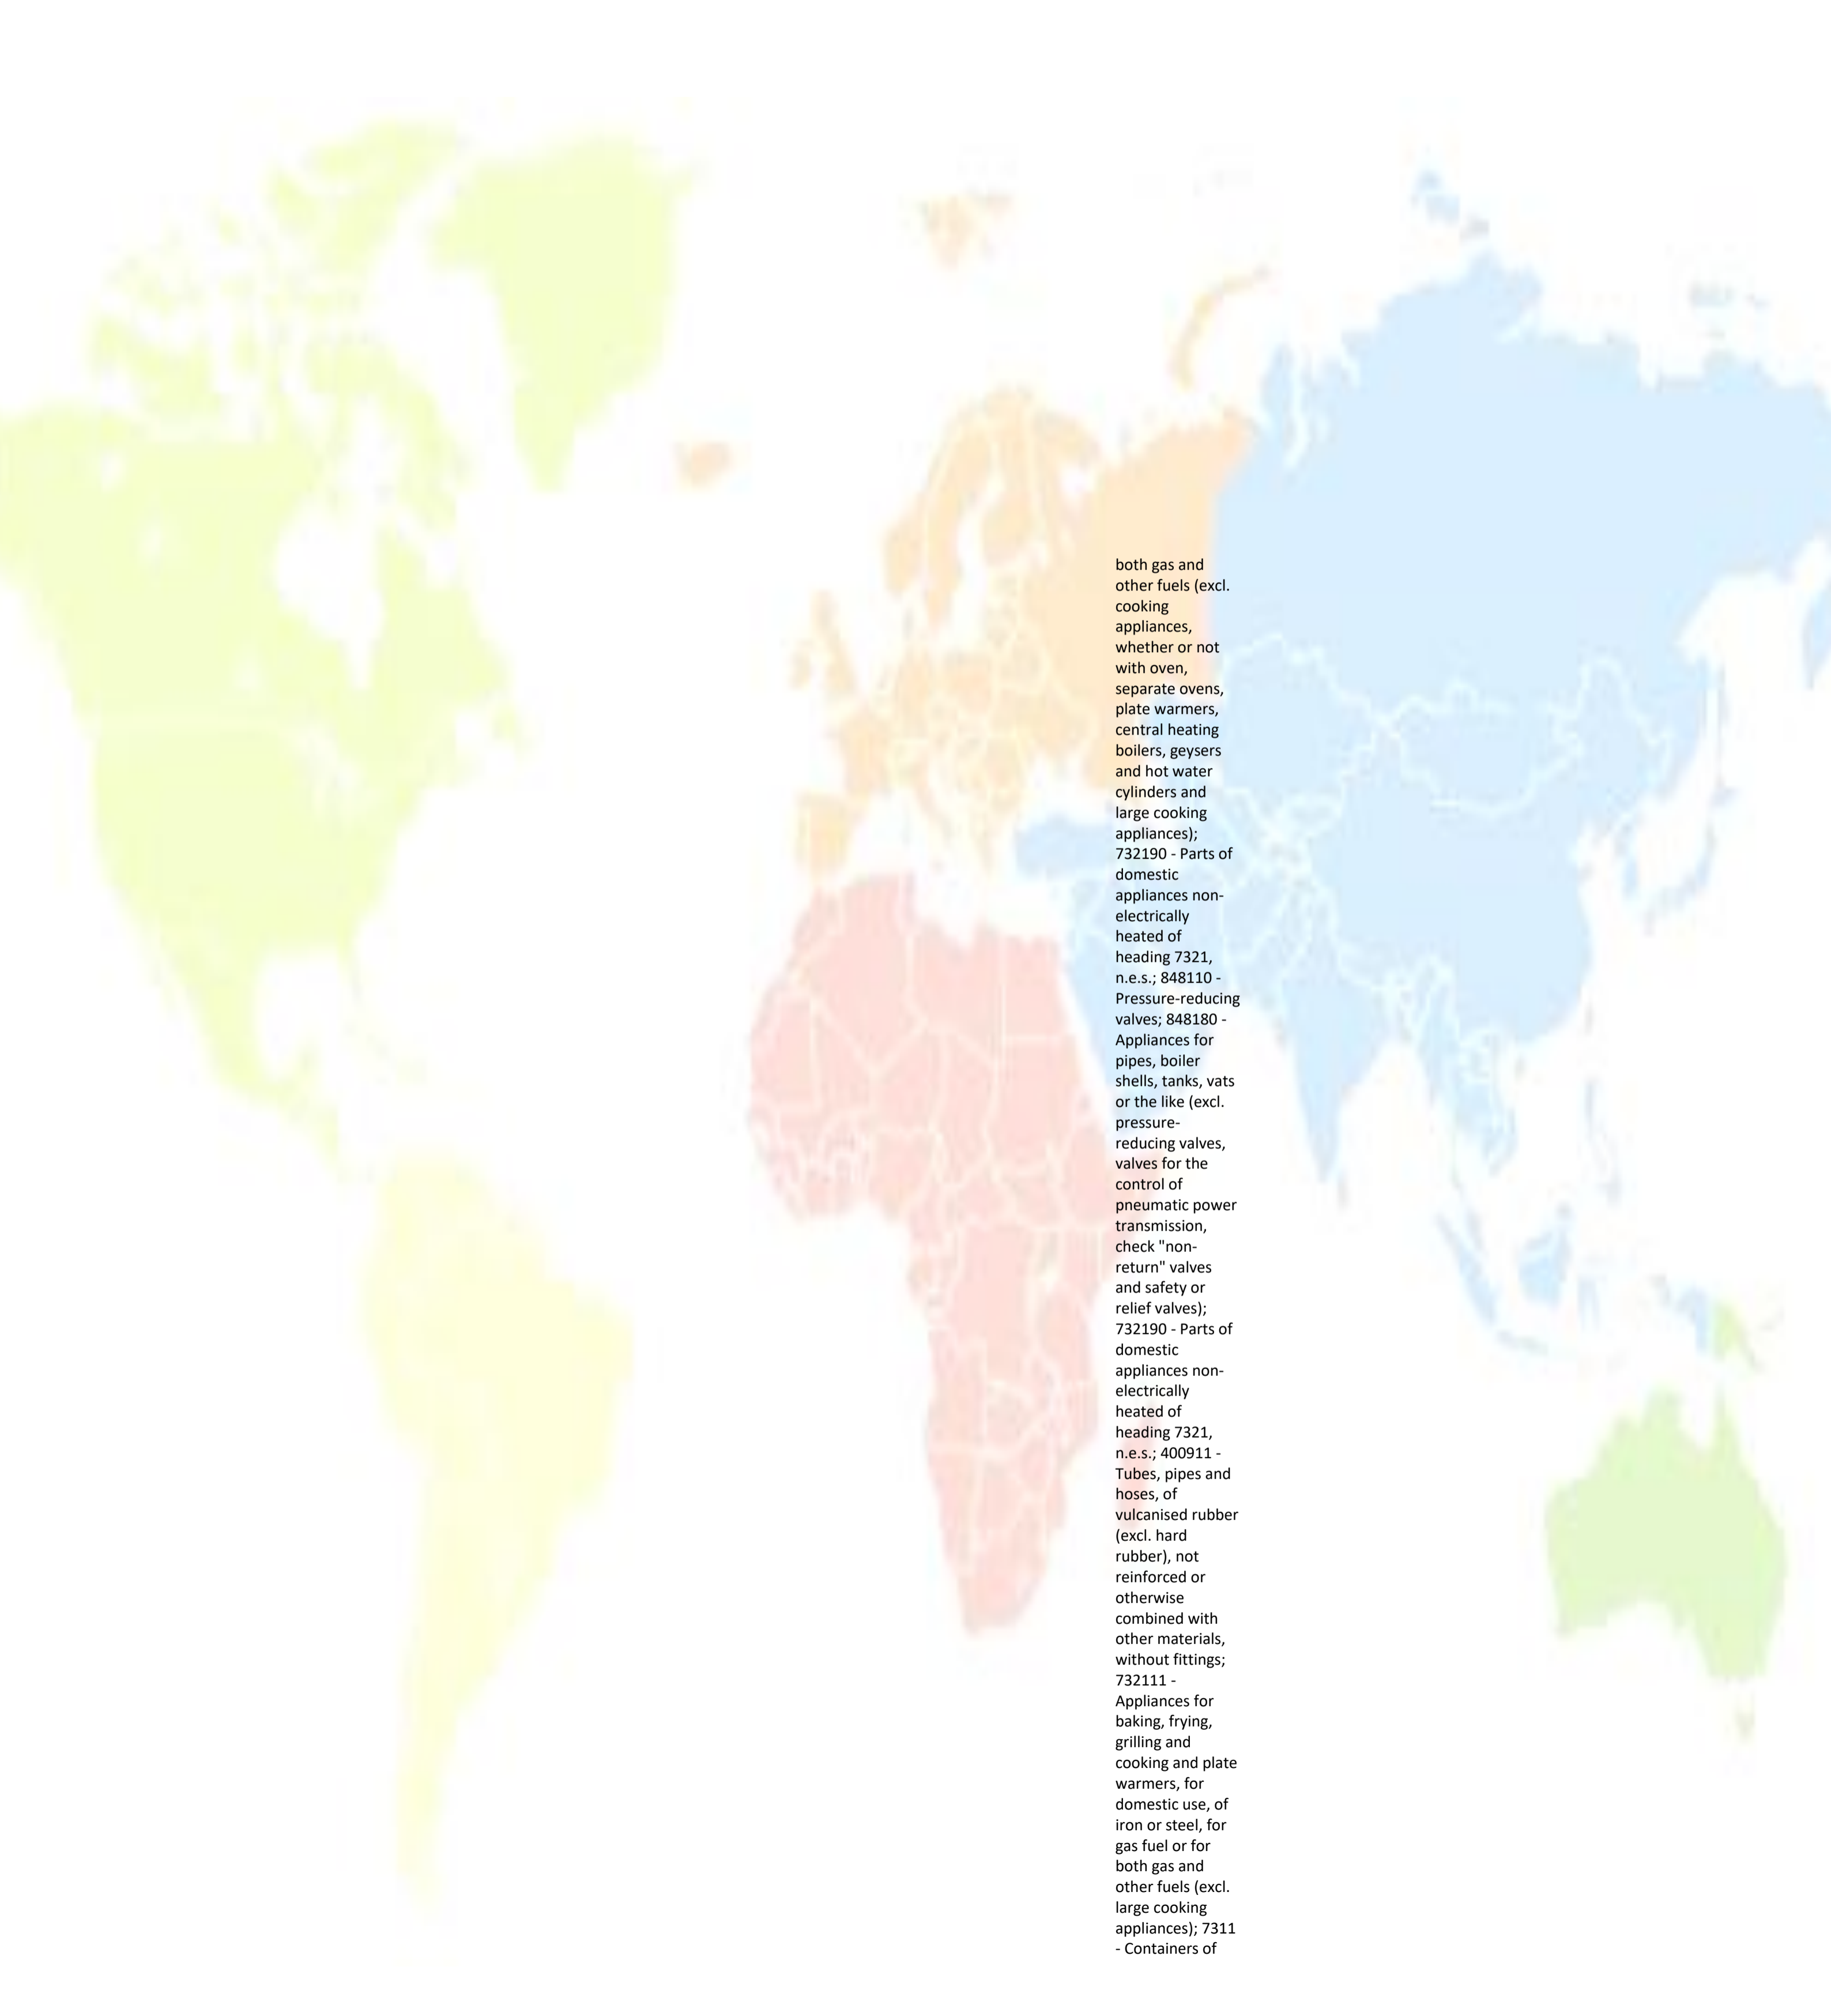 both gas and
other fuels (excl.
cooking
appliances,
whether or not
with oven,
separate ovens,
plate warmers,
central heating
boilers, geysers
and hot water
cylinders and
large cooking
appliances);
732190 - Parts of
domestic
appliances non-
electrically
heated of
heading 7321,
n.e.s.; 848110 -
Pressure-reducing
valves; 848180 -
Appliances for
pipes, boiler
shells, tanks, vats
or the like (excl.
pressure-
reducing valves,
valves for the
control of
pneumatic power
transmission,
check "non-
return" valves
and safety or
relief valves);
732190 - Parts of
domestic
appliances non-
electrically
heated of
heading 7321,
n.e.s.; 400911 -
Tubes, pipes and
hoses, of
vulcanised rubber
(excl. hard
rubber), not
reinforced or
otherwise
combined with
other materials,
without fittings;
732111 -
Appliances for
baking, frying,
grilling and
cooking and plate
warmers, for
domestic use, of
iron or steel, for
gas fuel or for
both gas and
other fuels (excl.
large cooking
appliances); 7311
- Containers of